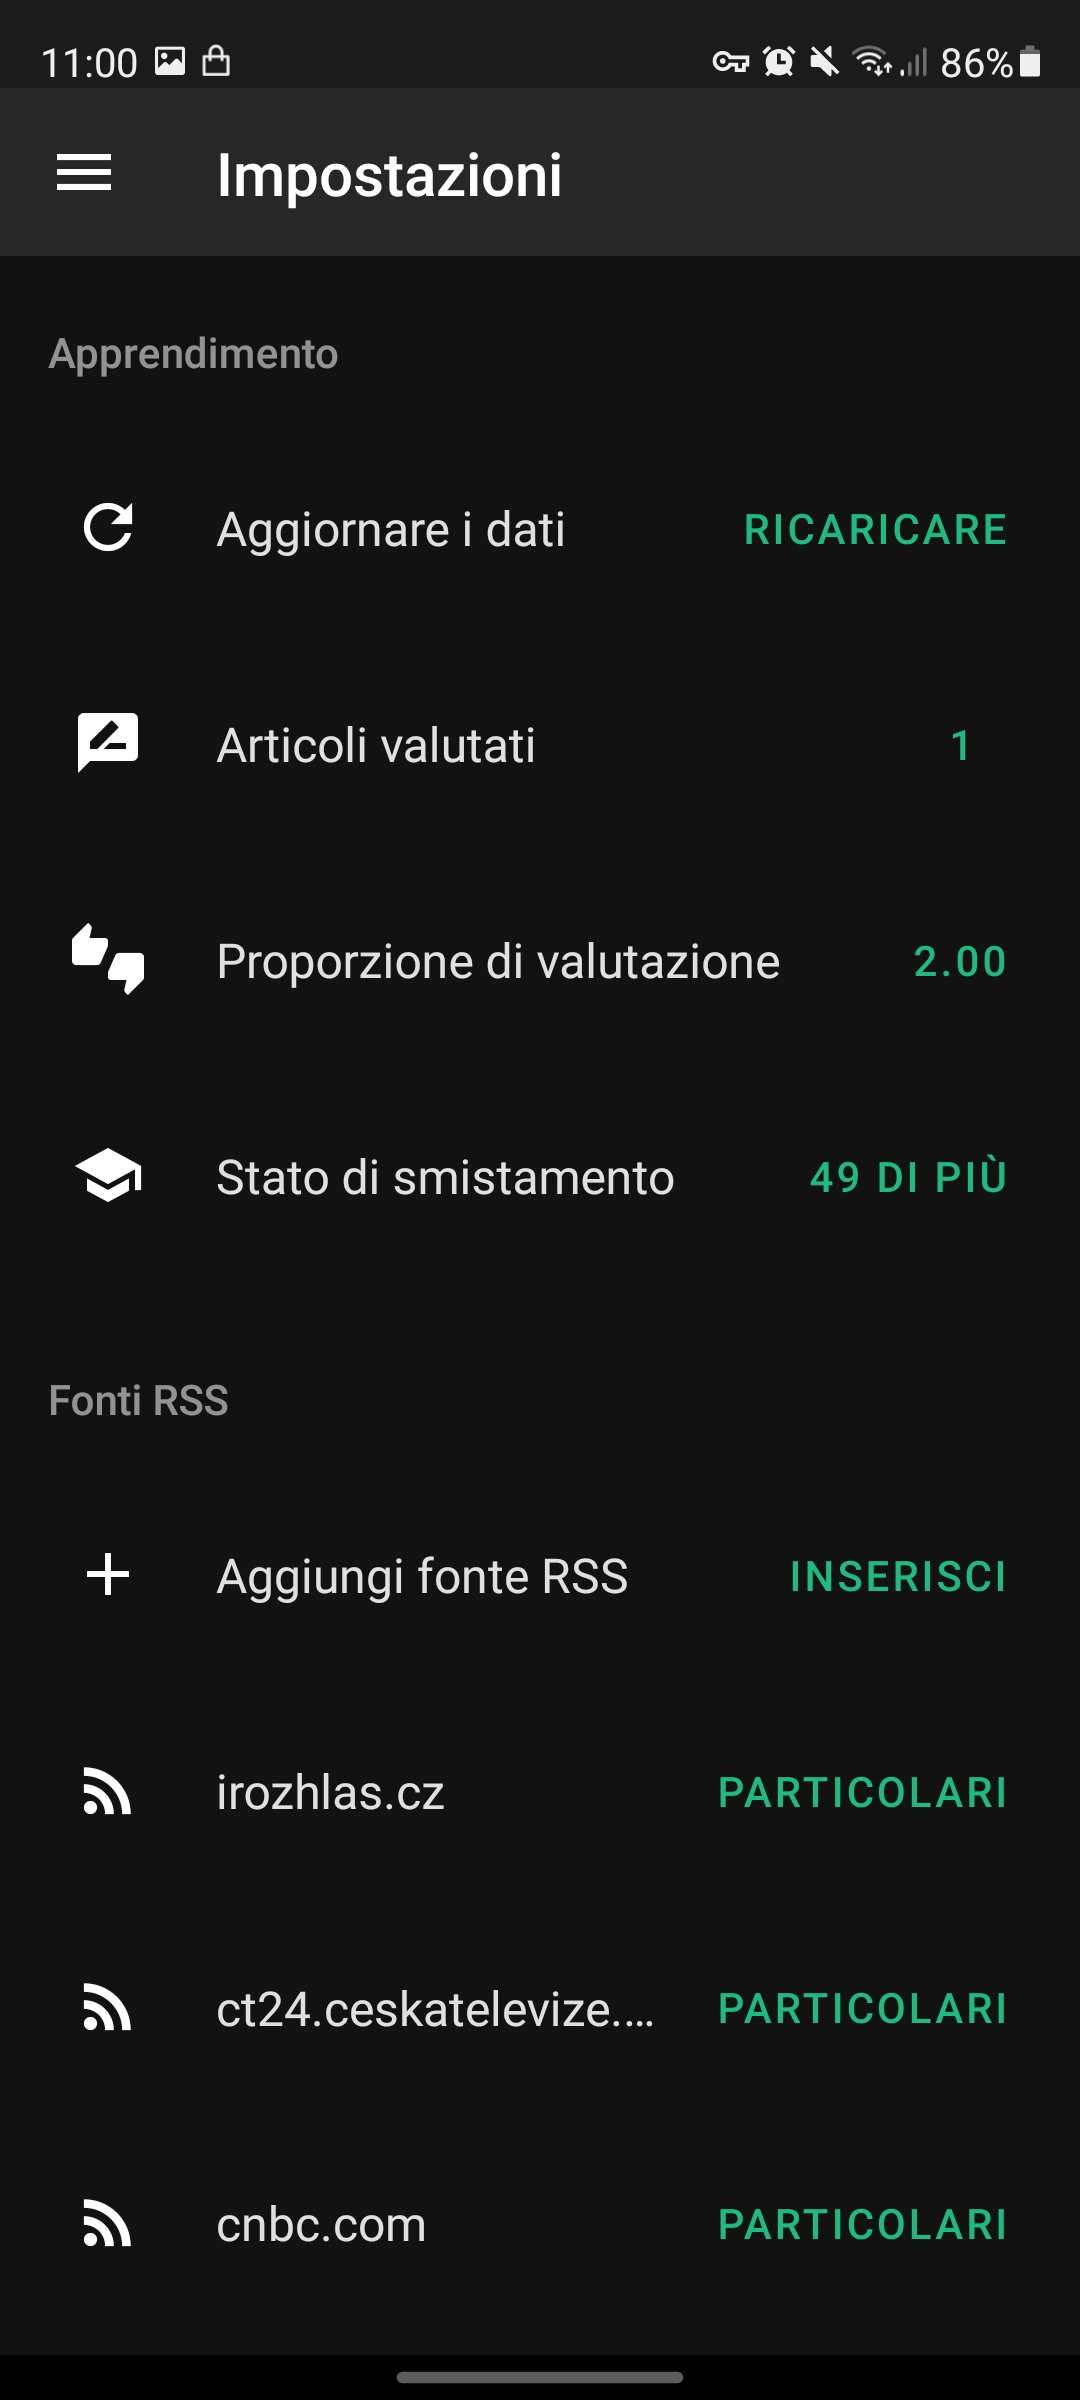 11:00 86%
Impostazioni
Apprendimento
Aggiornare i dati RICARICARE
Articoli valutati 1
Proporzione di valutazione 2.00
Stato di smistamento 49 DI PIÙ
Fonti RSS
Aggiungi fonte RSS INSERISCI
irozhlas.cz PARTICOLARI
ct24.ceskatelevize.... PARTICOLARI
cnbc.com PARTICOLARI